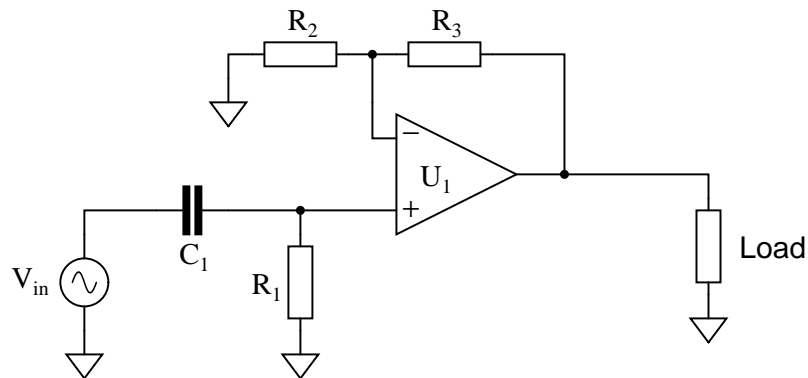 R₂
R₃
−
U₁
+
C₁
Load
Vᵢₙ
R₁